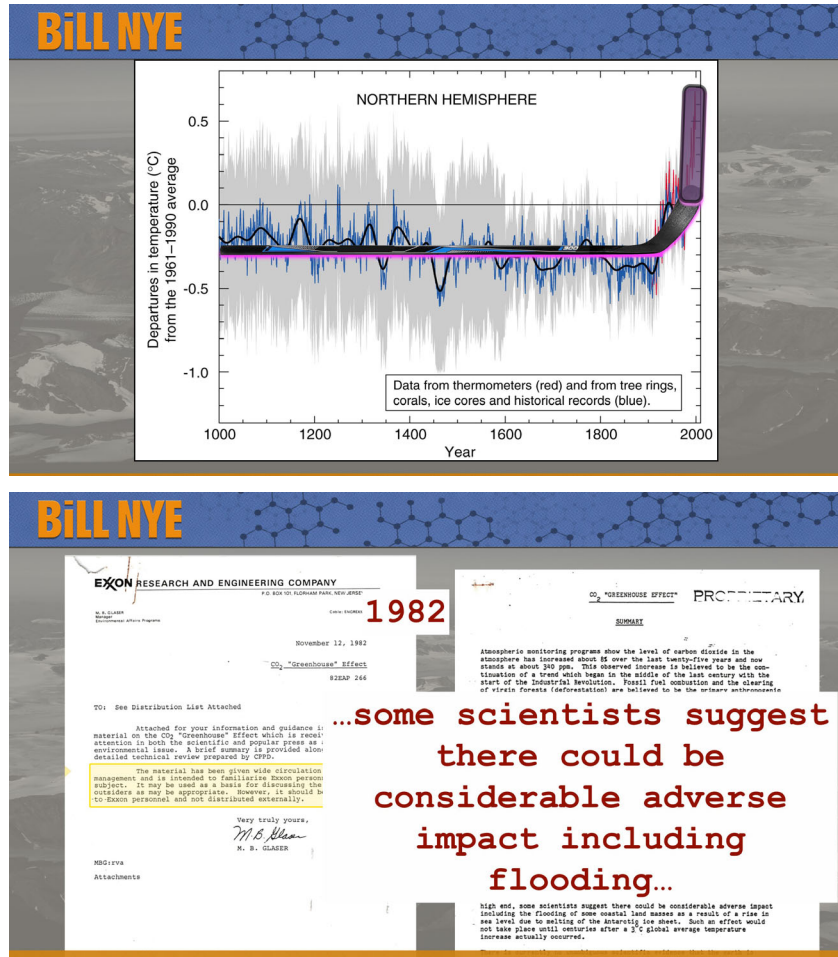 BiLL NYE
NORTHERN HEMISPHERE
Departures in temperature (°C)
from the 1961–1990 average
0.5
0.0
-0.5
-1.0
Data from thermometers (red) and from tree rings,
corals, ice cores and historical records (blue).
1000 1200 1400 1600 1800 2000
Year
BiLL NYE
EXXON RESEARCH AND ENGINEERING COMPANY
P.O. BOX 101, FLORHAM PARK, NEW JERSEY
M. B. GLASER
Manager
Environmental Affairs Programs
1982
November 12, 1982
CO2 "Greenhouse" Effect
82EAP 266
TO: See Distribution List Attached
Attached for your information and guidance
material on the CO2 "Greenhouse" Effect which is
attention in both the scientific and popular press as
environmental issue. A brief summary is provided
detailed technical review prepared by CPPD.
The material has been given wide circulation
management and is intended to familiarize Exxon
subject. It may be used as a basis for discussing the
outsiders as may be appropriate. However, it should
to Exxon personnel and not distributed externally.
Very truly yours,
M. B. Glaser
M. B. GLASER
MBG:rva
Attachments
CO2 "GREENHOUSE EFFECT"
PROPRIETARY
SUMMARY
Atmospheric monitoring programs show the level of carbon dioxide in the
atmosphere has increased about 8% over the last twenty-five years and now
stands at about 340 ppm. This observed increase is believed to be the con-
tinuation of a trend which began in the middle of the last century with the
start of the Industrial Revolution. Fossil fuel combustion and the clearing
of virgin forests (deforestation) are believed to be the primary anthropogenic
…some scientists suggest
there could be
considerable adverse
impact including
flooding…
high end, some scientists suggest there could be considerable adverse impact
including the flooding of some coastal land masses as a result of a rise in
sea level due to melting of the Antarctic ice sheet. Such an effect would
not take place until centuries after a 3°C global average temperature
increase actually occurred.